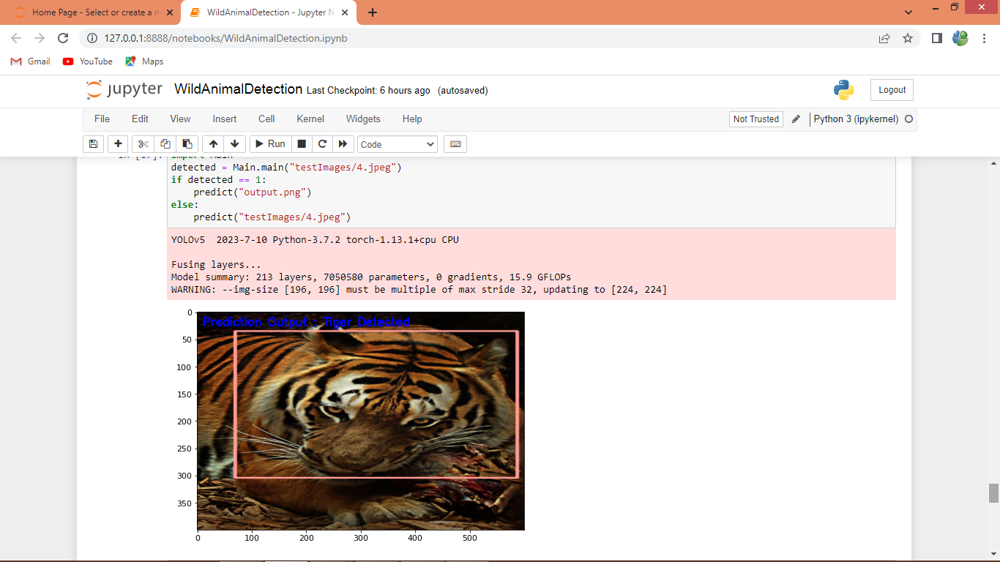 Home Page - Select or create a n
WildAnimalDetection - Jupyter N
127.0.0.1:8888/notebooks/WildAnimalDetection.ipynb
Gmail YouTube Maps
jupyter WildAnimalDetection Last Checkpoint: 6 hours ago (autosaved)
Logout
File Edit View Insert Cell Kernel Widgets Help
Not Trusted
Python 3 (ipykernel)
Run
Code
import Main
detected = Main.main("testImages/4.jpeg")
if detected == 1:
    predict("output.png")
else:
    predict("testImages/4.jpeg")
YOLOv5  2023-7-10 Python-3.7.2 torch-1.13.1+cpu CPU
Fusing layers...
Model summary: 213 layers, 7050580 parameters, 0 gradients, 15.9 GFLOPs
WARNING: --img-size [196, 196] must be multiple of max stride 32, updating to [224, 224]
Prediction Output : Tiger Detected
0
50
100
150
200
250
300
350
0 100 200 300 400 500